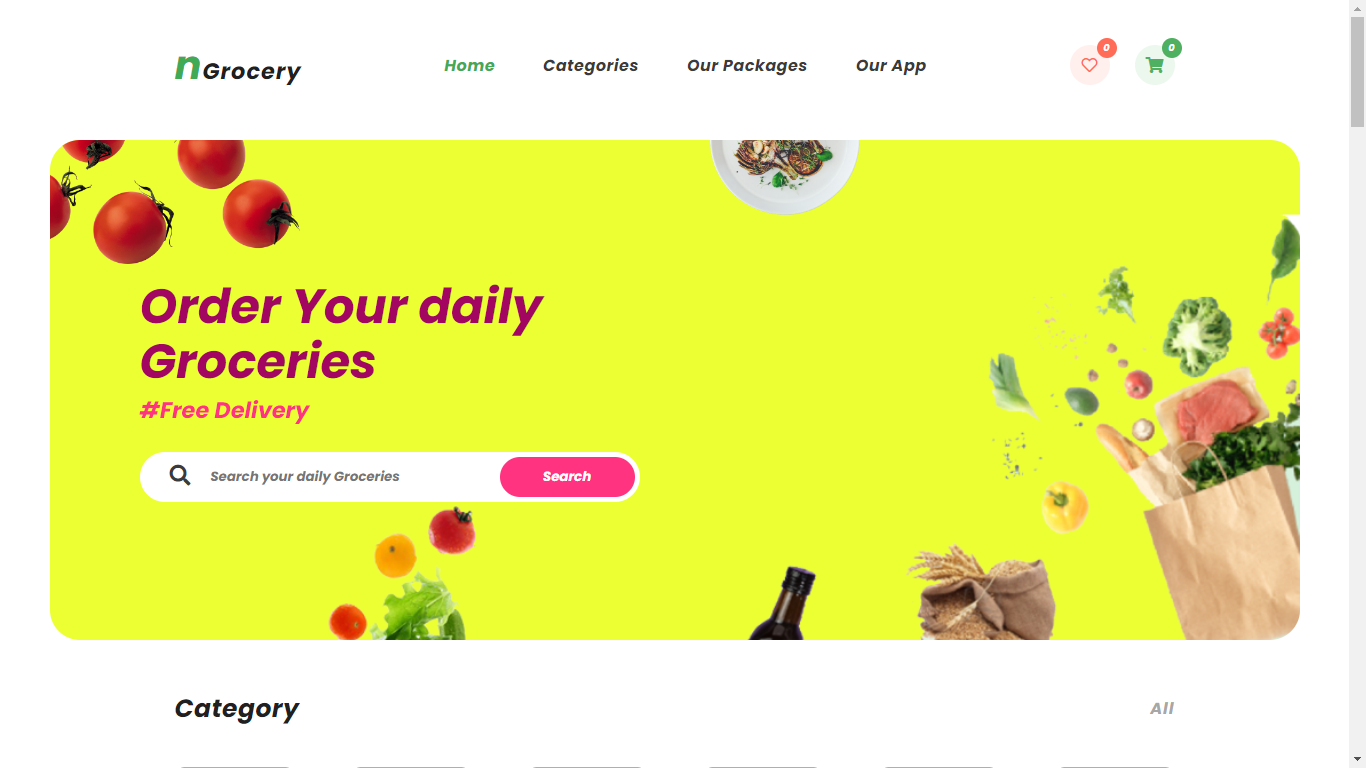 n Grocery
Home Categories Our Packages Our App
0 0
Order Your daily
Groceries
#Free Delivery
Search your daily Groceries Search
Category All